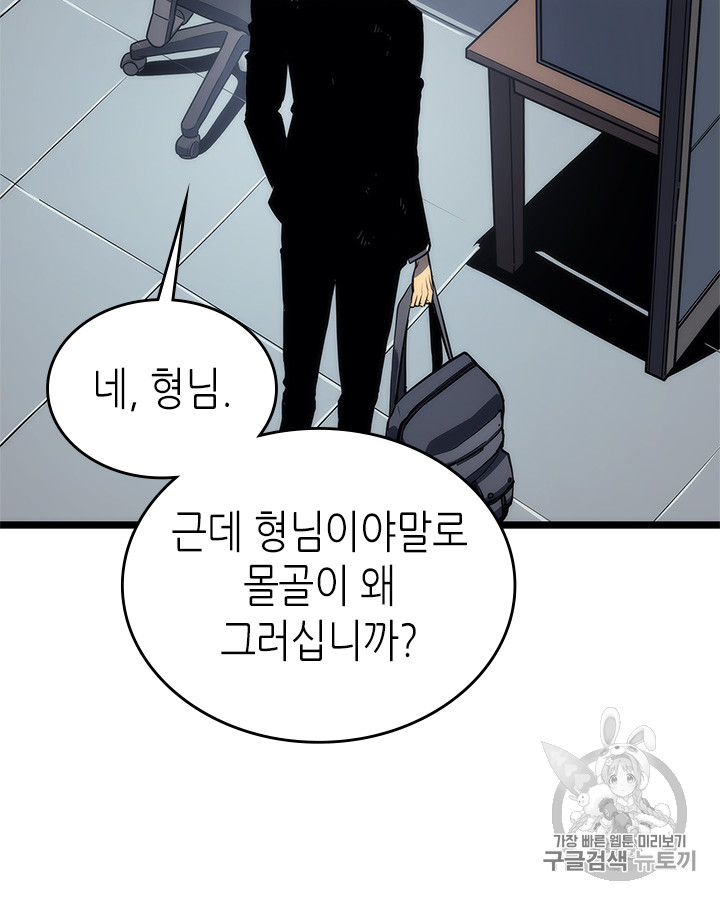 네, 형님.
근데 형님이야말로
몰골이 왜
그러십니까?
가장 빠른 웹툰 미리보기
구글검색 뉴토끼